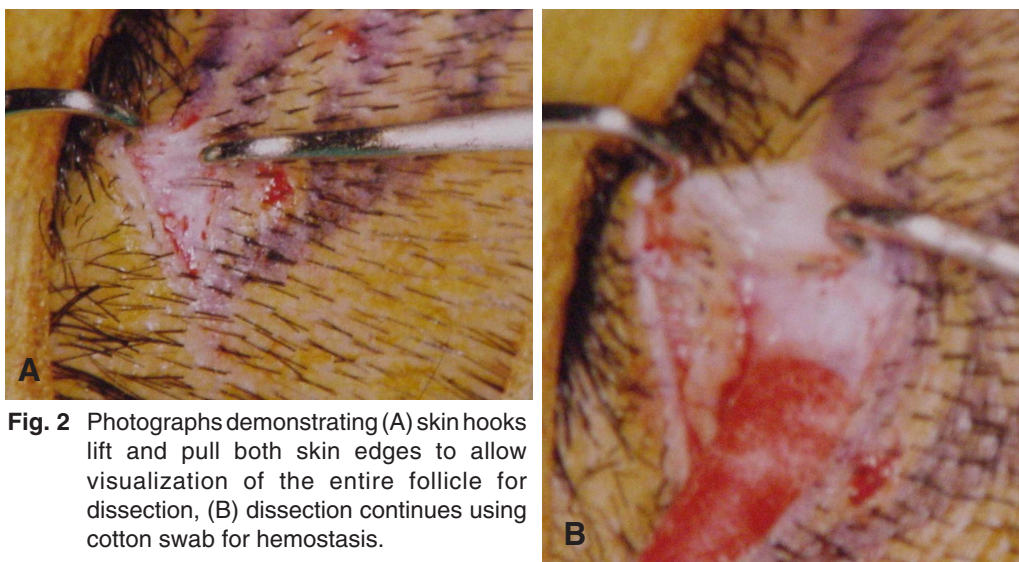 A
Fig. 2 Photographs demonstrating (A) skin hooks
lift and pull both skin edges to allow
visualization of the entire follicle for
dissection, (B) dissection continues using
cotton swab for hemostasis.
B